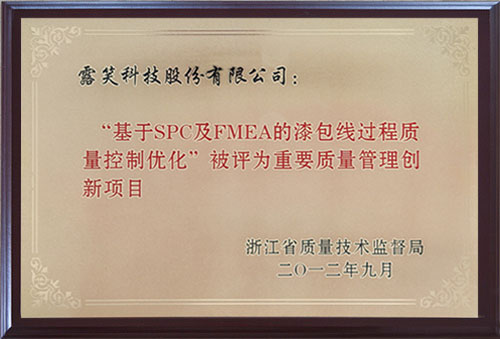 露笑科技股份有限公司：
“基于SPC及FMEA的漆包线过程质
量控制优化”被评为重要质量管理创
新项目
浙江省质量技术监督局
二〇一二年九月